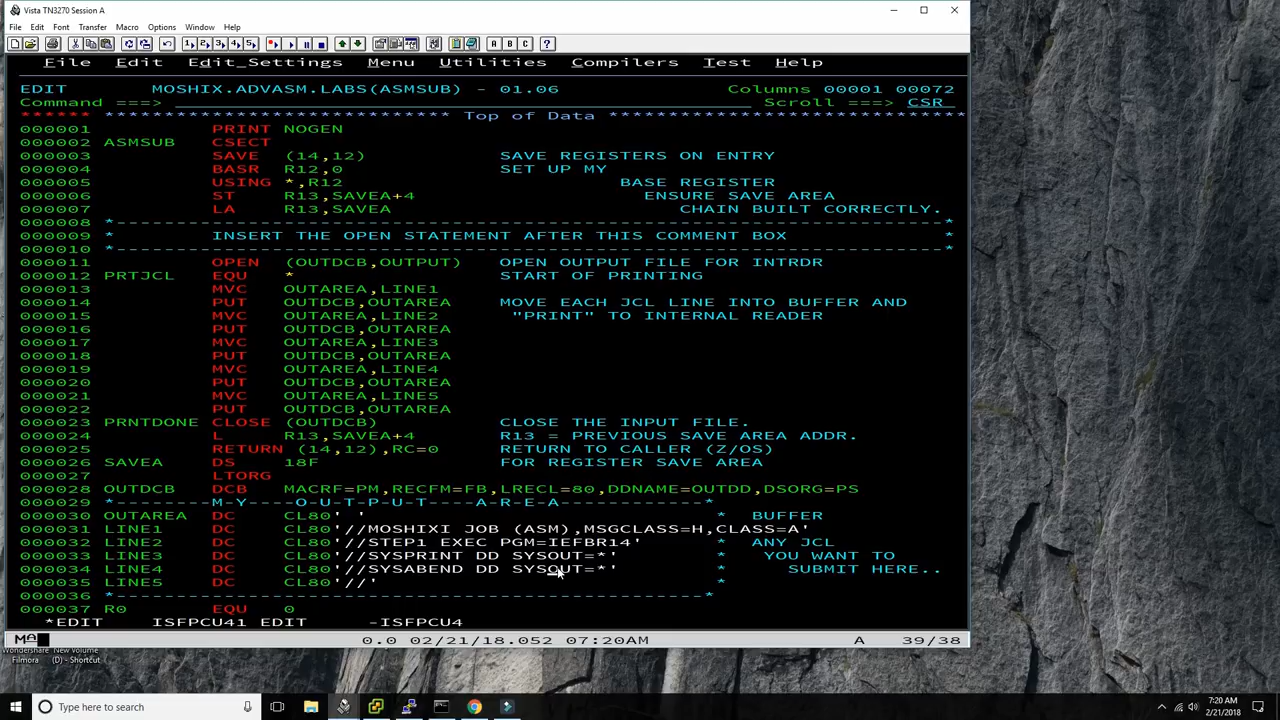 Vista TN3270 Session A
File Edit Font Transfer Macro Options Window Help
File Edit Edit_Settings Menu Utilities Compilers Test Help
EDIT MOSHIX.ADVASM.LABS(ASMSUB) - 01.06 Columns 00001 00072
Command ===> Scroll ===> CSR
****** **************************** Top of Data ******************************
000001 PRINT NOGEN
000002 ASMSUB CSECT
000003 SAVE (14,12) SAVE REGISTERS ON ENTRY
000004 BASR R12,0 SET UP MY
000005 USING *,R12 BASE REGISTER
000006 ST R13,SAVEA+4 ENSURE SAVE AREA
000007 LA R13,SAVEA CHAIN BUILT CORRECTLY.
000008 *---------------------------------------------------------------------*
000009 * INSERT THE OPEN STATEMENT AFTER THIS COMMENT BOX *
000010 *---------------------------------------------------------------------*
000011 OPEN (OUTDCB,OUTPUT) OPEN OUTPUT FILE FOR INTRDR
000012 PRTJCL EQU * START OF PRINTING
000013 MVC OUTAREA,LINE1
000014 PUT OUTDCB,OUTAREA MOVE EACH JCL LINE INTO BUFFER AND
000015 MVC OUTAREA,LINE2 "PRINT" TO INTERNAL READER
000016 PUT OUTDCB,OUTAREA
000017 MVC OUTAREA,LINE3
000018 PUT OUTDCB,OUTAREA
000019 MVC OUTAREA,LINE4
000020 PUT OUTDCB,OUTAREA
000021 MVC OUTAREA,LINE5
000022 PUT OUTDCB,OUTAREA
000023 PRNTDONE CLOSE (OUTDCB) CLOSE THE INPUT FILE.
000024 L R13,SAVEA+4 R13 = PREVIOUS SAVE AREA ADDR.
000025 RETURN (14,12),RC=0 RETURN TO CALLER (Z/OS)
000026 SAVEA DS 18F FOR REGISTER SAVE AREA
000027 LTORG
000028 OUTDCB DCB MACRF=PM,RECFM=FB,LRECL=80,DDNAME=OUTDD,DSORG=PS
000029 *--------M-Y----O-U-T-P-U-T----A-R-E-A------------*
000030 OUTAREA DC CL80' ' * BUFFER
000031 LINE1 DC CL80'//MOSHIXI JOB (ASM),MSGCLASS=H,CLASS=A'
000032 LINE2 DC CL80'//STEP1 EXEC PGM=IEFBR14' * ANY JCL
000033 LINE3 DC CL80'//SYSPRINT DD SYSOUT=*' * YOU WANT TO
000034 LINE4 DC CL80'//SYSABEND DD SYSOUT=*' * SUBMIT HERE..
000035 LINE5 DC CL80'//' *
000036 *-------------------------------------------------*
000037 R0 EQU 0
*EDIT ISFPCU41 EDIT -ISFPCU4
MA 0.0 02/21/18.052 07:20AM A 39/38
Wondershare Filmora
New Volume (D) - Shortcut
Type here to search
7:20 AM
2/21/2018